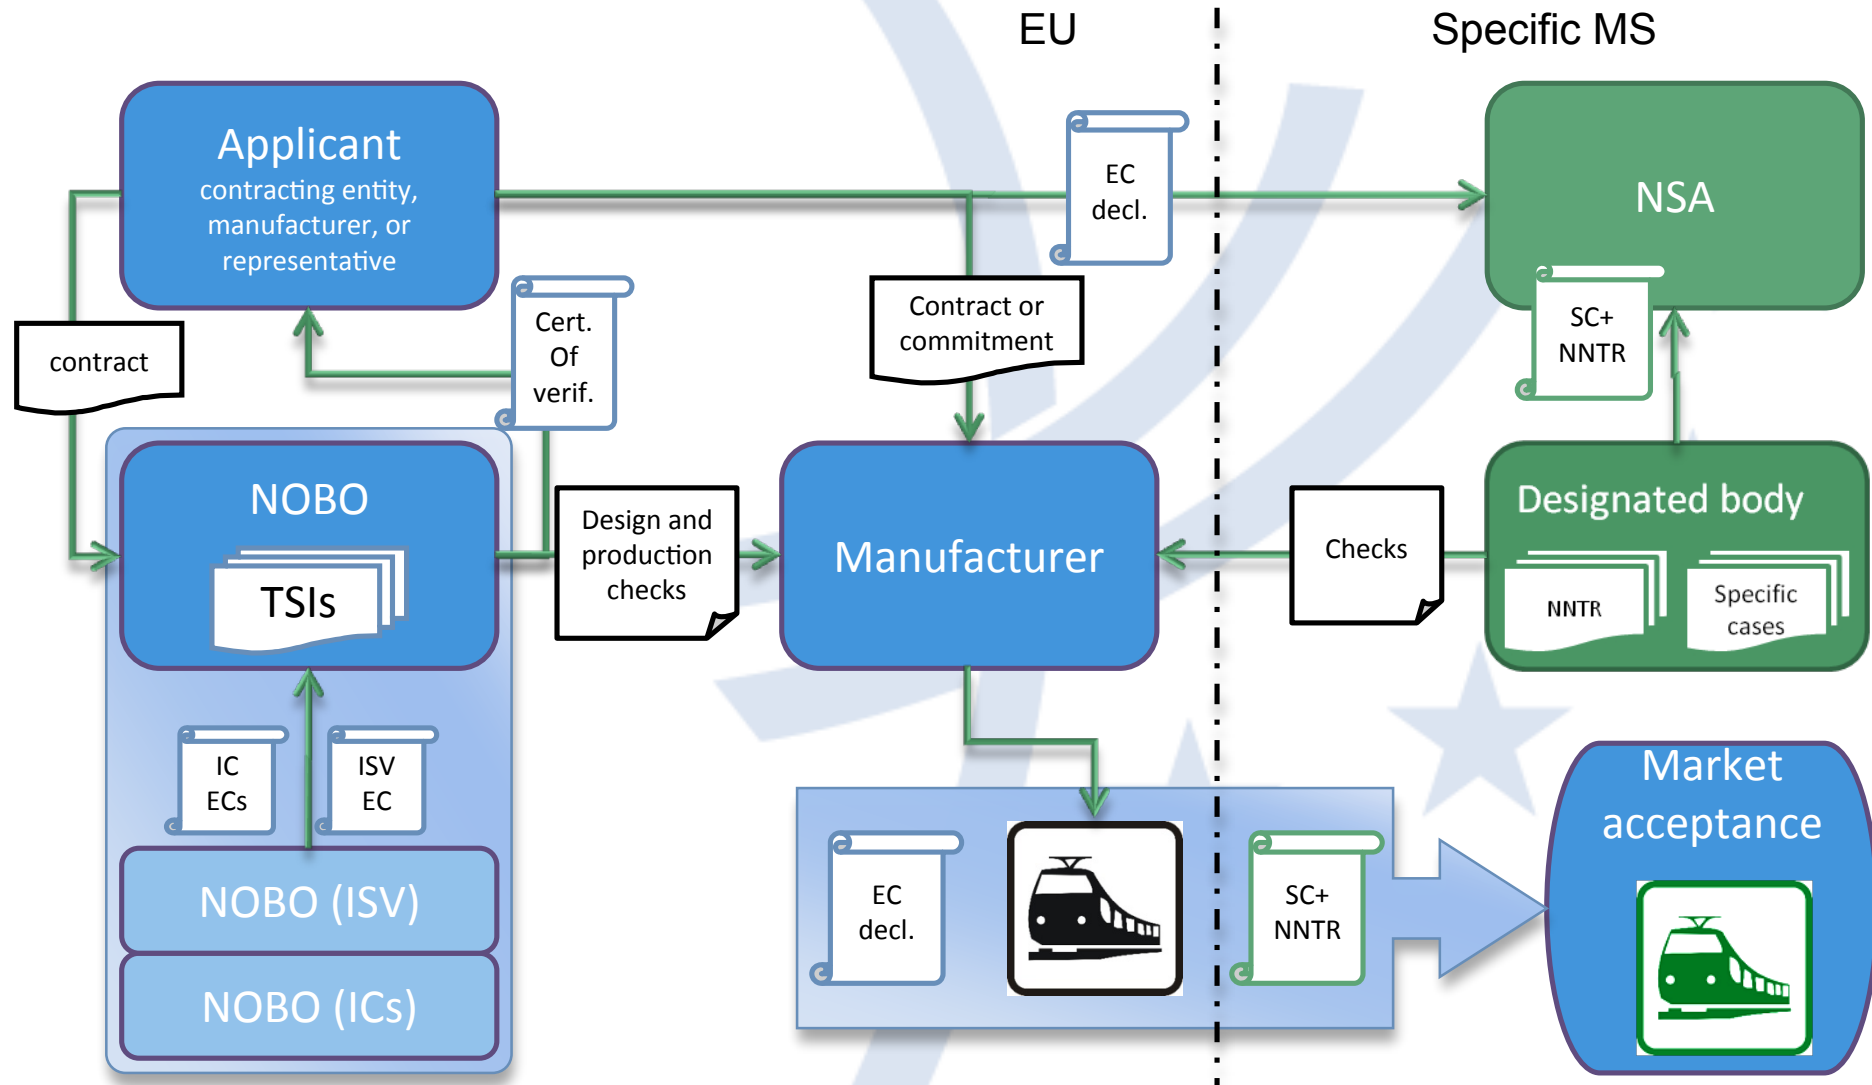 EU
Specific MS
Applicant
contracting entity,
manufacturer, or
representative
EC
decl.
NSA
SC+
NNTR
contract
Cert.
Of
verif.
Contract or
commitment
NOBO
TSIs
Design and
production
checks
Manufacturer
Checks
Designated body
NNTR
Specific
cases
IC
ECs
ISV
EC
NOBO (ISV)
NOBO (ICs)
EC
decl.
SC+
NNTR
Market
acceptance